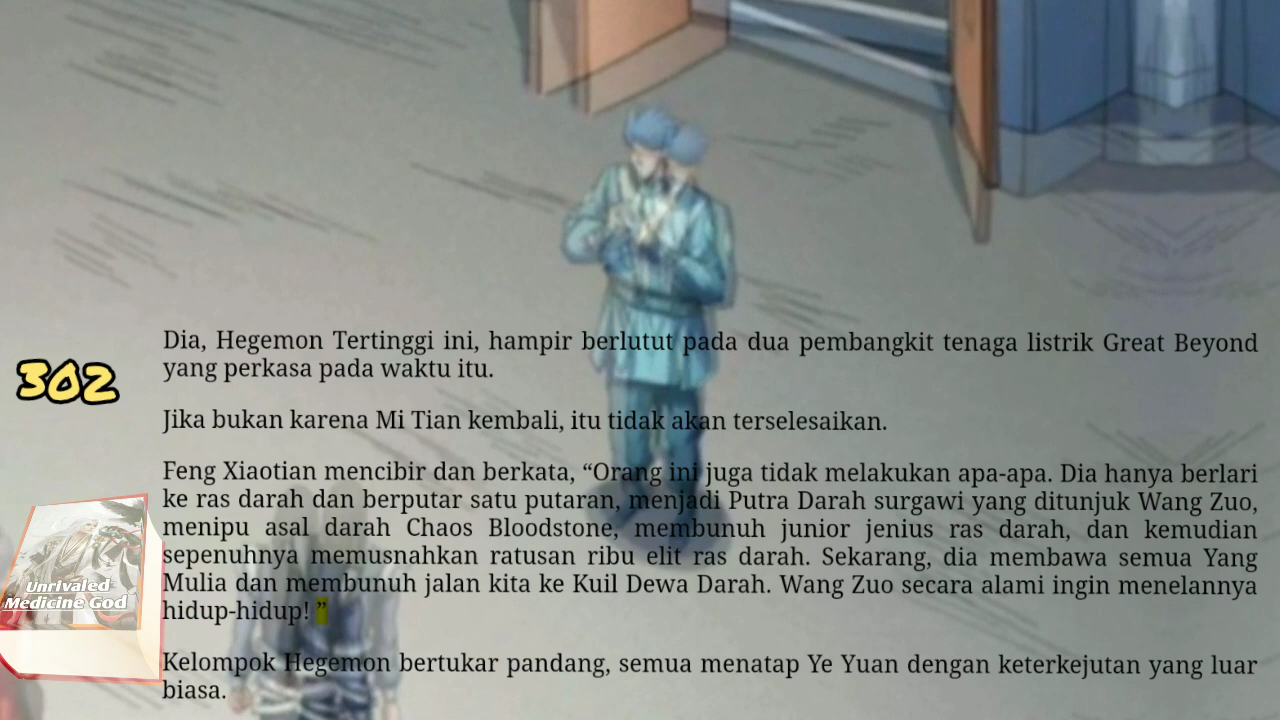 Dia, Hegemon Tertinggi ini, hampir berlutut pada dua pembangkit tenaga listrik Great Beyond
yang perkasa pada waktu itu.
302
Jika bukan karena Mi Tian kembali, itu tidak akan terselesaikan.
Feng Xiaotian mencibir dan berkata, “Orang ini juga tidak melakukan apa-apa. Dia hanya berlari
ke ras darah dan berputar satu putaran, menjadi Putra Darah surgawi yang ditunjuk Wang Zuo,
menipu asal darah Chaos Bloodstone, membunuh junior jenius ras darah, dan kemudian
sepenuhnya memusnahkan ratusan ribu elit ras darah. Sekarang, dia membawa semua Yang
Mulia dan membunuh jalan kita ke Kuil Dewa Darah. Wang Zuo secara alami ingin menelannya
hidup-hidup! ”
Unrivaled
Medicine God
Kelompok Hegemon bertukar pandang, semua menatap Ye Yuan dengan keterkejutan yang luar
biasa.